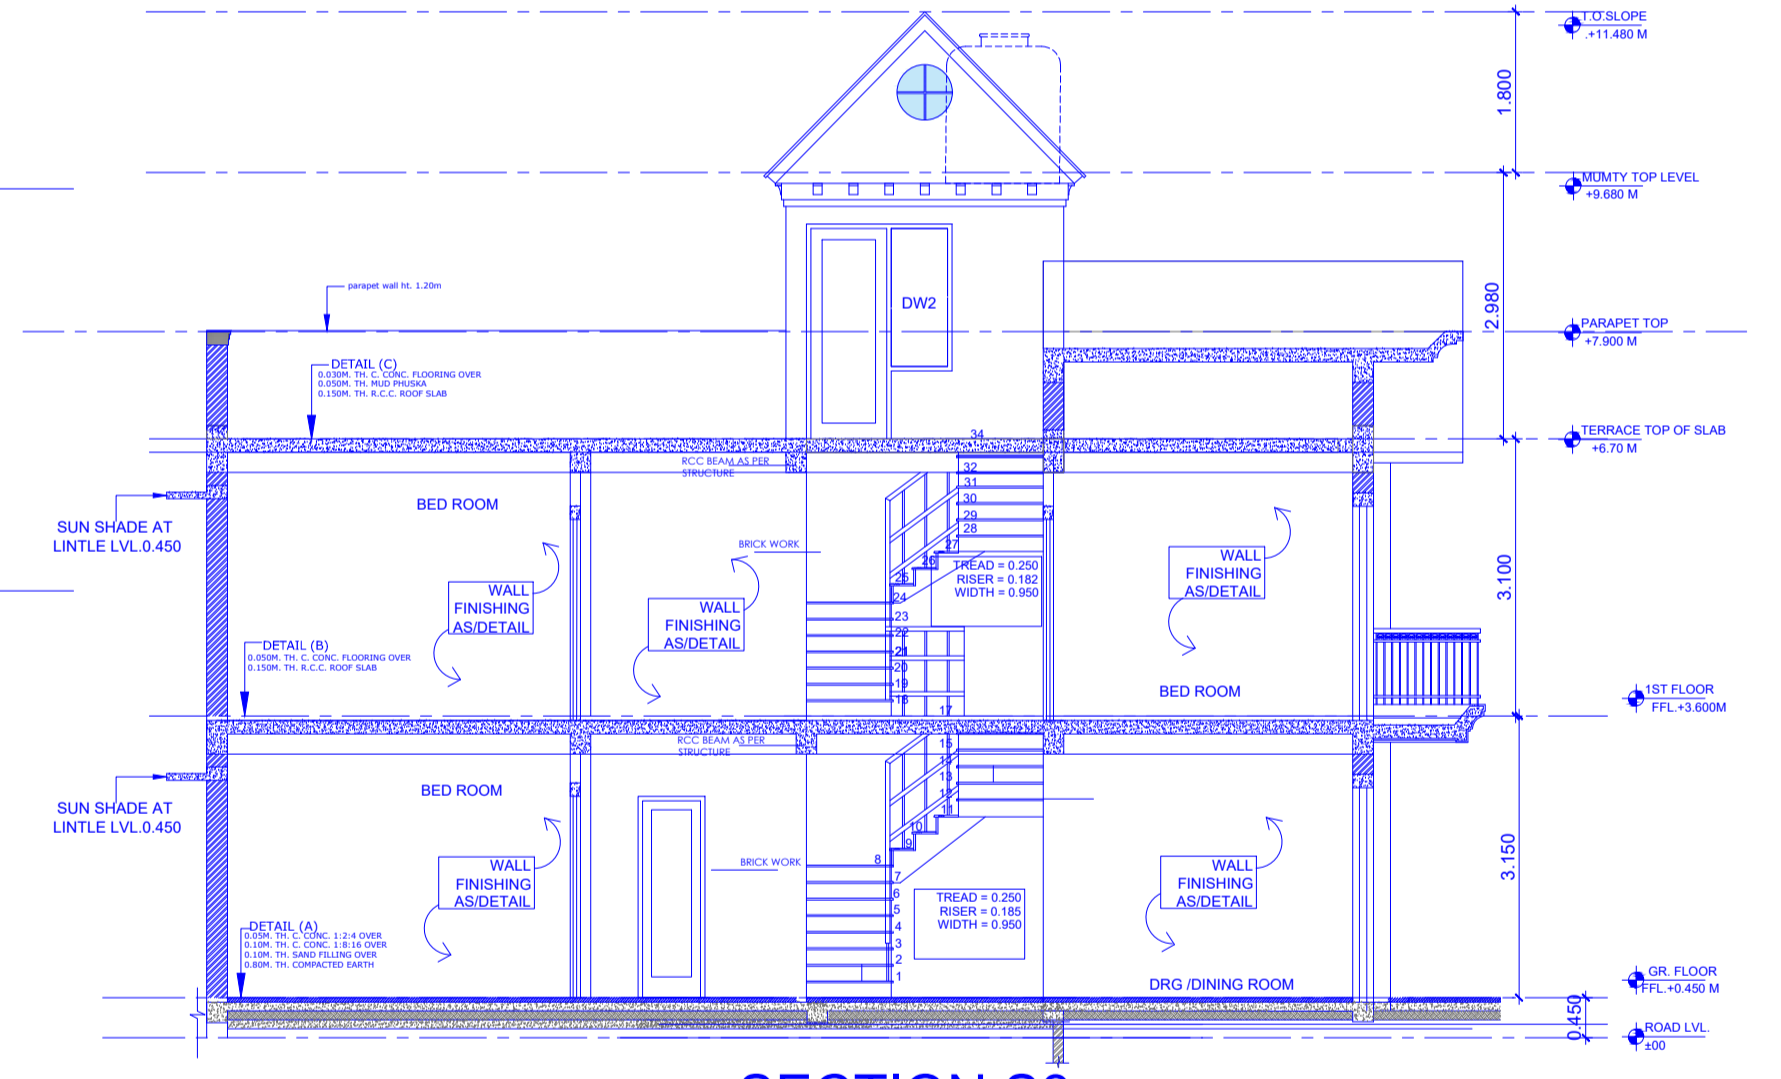 T.O.SLOPE
.+11.480 M
1.800
MUMTY TOP LEVEL
+9.680 M
parapet wall ht. 1.20m
DW2
2.980
PARAPET TOP
+7.900 M
DETAIL (C)
0.030M. TH. C. CONC. FLOORING OVER
0.050M. TH. MUD PHUSKA
0.150M. TH. R.C.C. ROOF SLAB
34
TERRACE TOP OF SLAB
+6.70 M
RCC BEAM AS PER
STRUCTURE
32
31
30
29
28
27
26
25
24
23
22
21
20
19
18
17
BED ROOM
SUN SHADE AT
LINTLE LVL.0.450
BRICK WORK
TREAD = 0.250
RISER = 0.182
WIDTH = 0.950
WALL
FINISHING
AS/DETAIL
WALL
FINISHING
AS/DETAIL
WALL
FINISHING
AS/DETAIL
3.100
DETAIL (B)
0.050M. TH. C. CONC. FLOORING OVER
0.150M. TH. R.C.C. ROOF SLAB
BED ROOM
1ST FLOOR
FFL.+3.600M
RCC BEAM AS PER
STRUCTURE
15
14
13
12
11
10
9
8
7
6
5
4
3
2
1
BED ROOM
SUN SHADE AT
LINTLE LVL.0.450
BRICK WORK
WALL
FINISHING
AS/DETAIL
WALL
FINISHING
AS/DETAIL
3.150
TREAD = 0.250
RISER = 0.185
WIDTH = 0.950
DETAIL (A)
0.05M. TH. C. CONC. 1:2:4 OVER
0.10M. TH. C. CONC. 1:8:16 OVER
0.10M. TH. SAND FILLING OVER
0.80M. TH. COMPACTED EARTH
DRG /DINING ROOM
GR. FLOOR
FFL.+0.450 M
0.450
ROAD LVL.
±00
SECTION